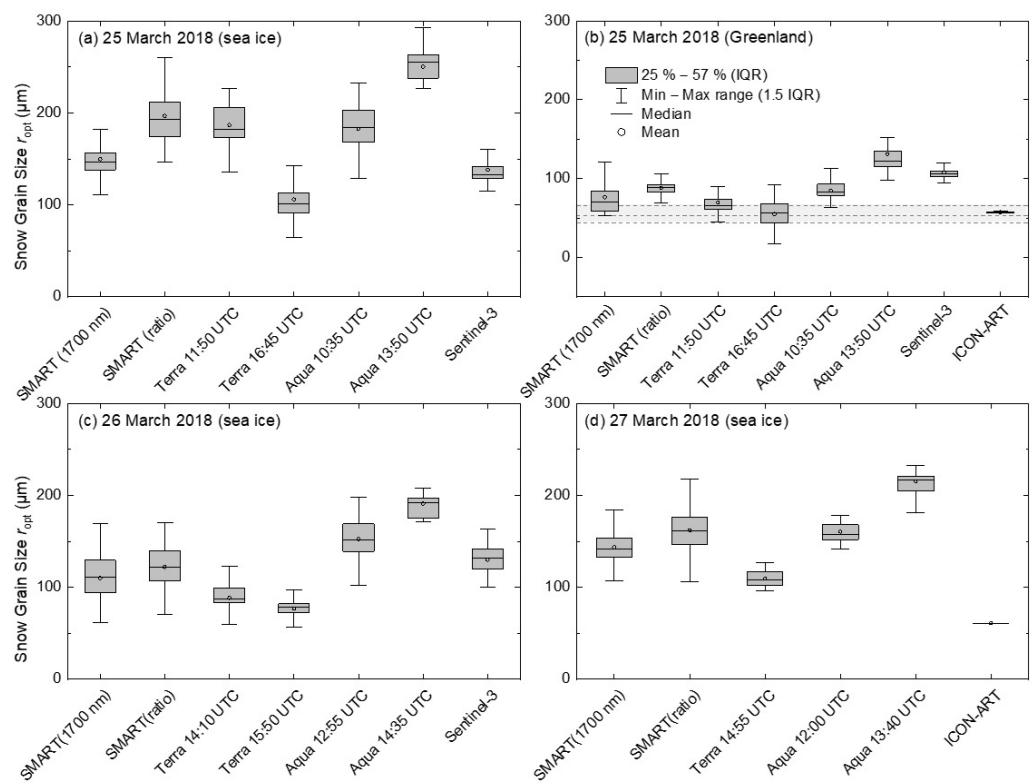 (a) 25 March 2018 (sea ice)
300
200
100
0
Snow Grain Size r_opt (µm)
SMART (1700 nm)
SMART (ratio)
Terra 11:50 UTC
Terra 16:45 UTC
Aqua 10:35 UTC
Aqua 13:50 UTC
Sentinel-3
(b) 25 March 2018 (Greenland)
25 % – 57 % (IQR)
Min – Max range (1.5 IQR)
Median
Mean
300
200
100
0
SMART (1700 nm)
SMART (ratio)
Terra 11:50 UTC
Terra 16:45 UTC
Aqua 10:35 UTC
Aqua 13:50 UTC
Sentinel-3
ICON-ART
(c) 26 March 2018 (sea ice)
300
200
100
0
Snow Grain Size r_opt (µm)
SMART(1700 nm)
SMART(ratio)
Terra 14:10 UTC
Terra 15:50 UTC
Aqua 12:55 UTC
Aqua 14:35 UTC
Sentinel-3
(d) 27 March 2018 (sea ice)
300
200
100
0
SMART(1700 nm)
SMART(ratio)
Terra 14:55 UTC
Aqua 12:00 UTC
Aqua 13:40 UTC
ICON-ART